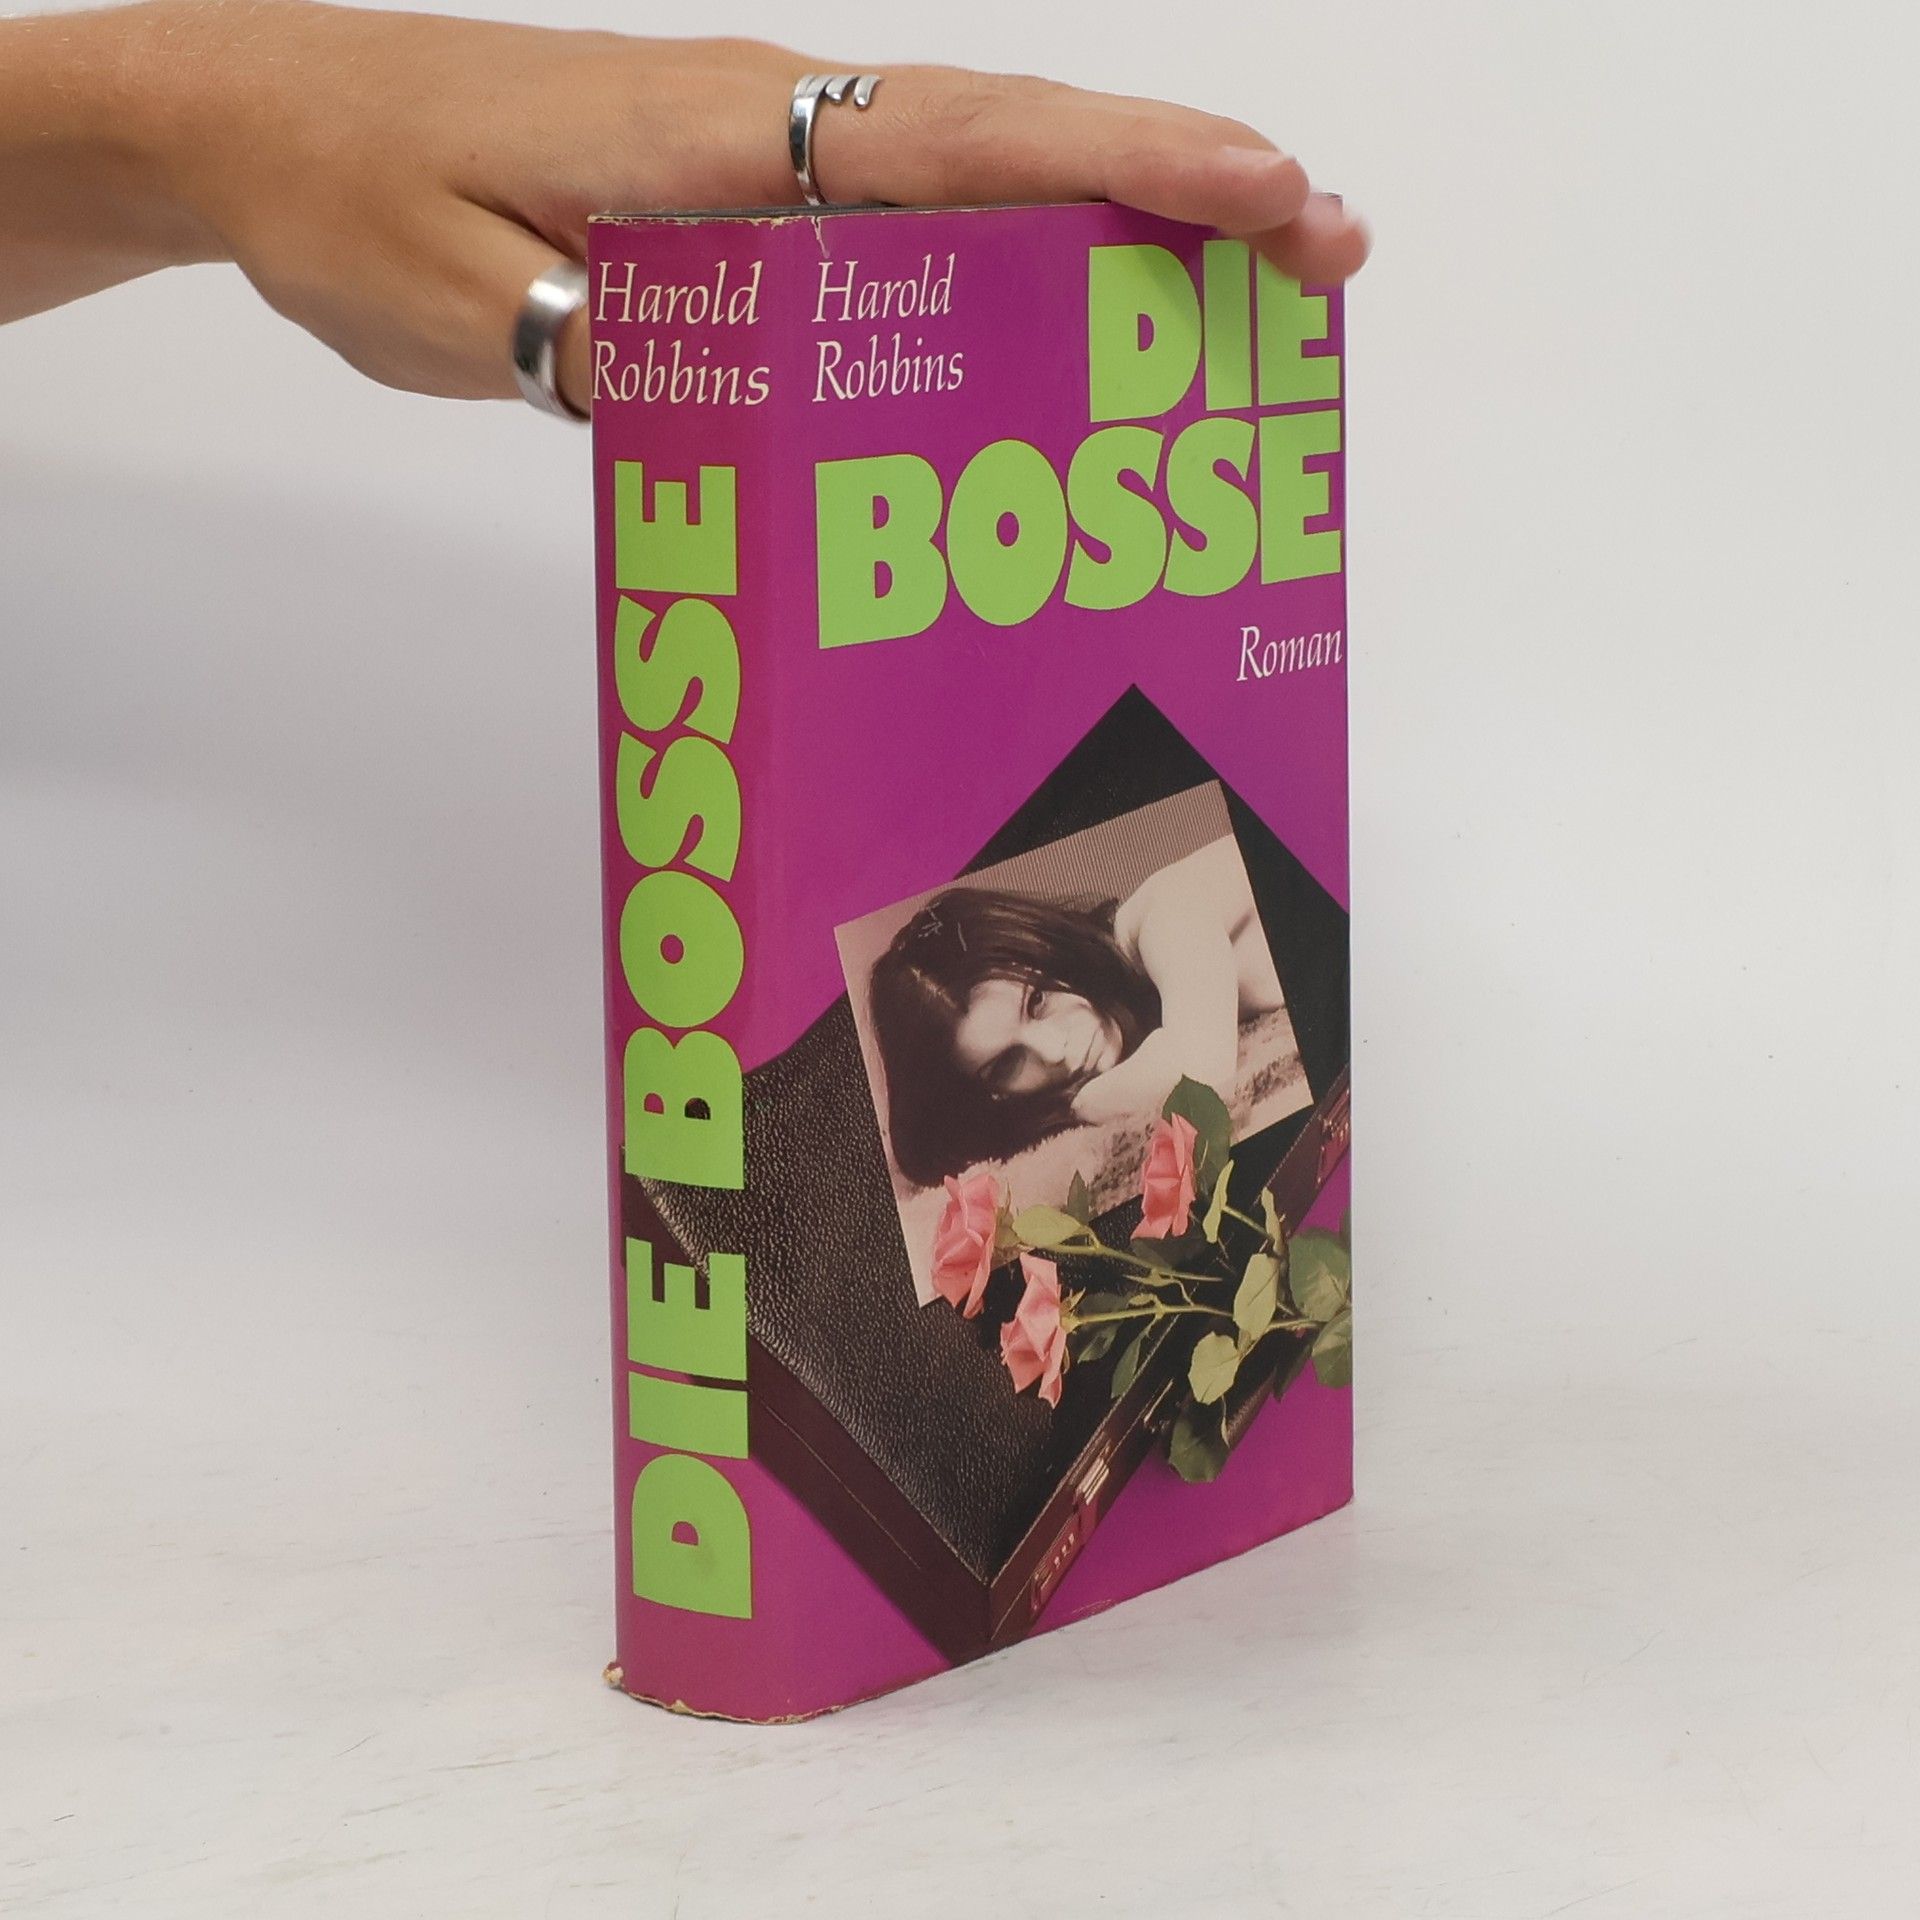 Harold
Robbins
DIE BOSSE
Harold
Robbins
DIE
BOSSE
Roman